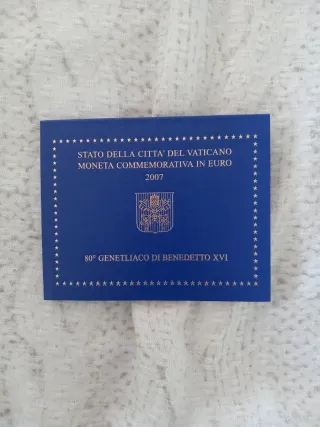 STATO DELLA CITTA' DEL VATICANO
MONETA COMMEMORATIVA IN EURO
2007
80° GENETLIACO DI BENEDETTO XVI